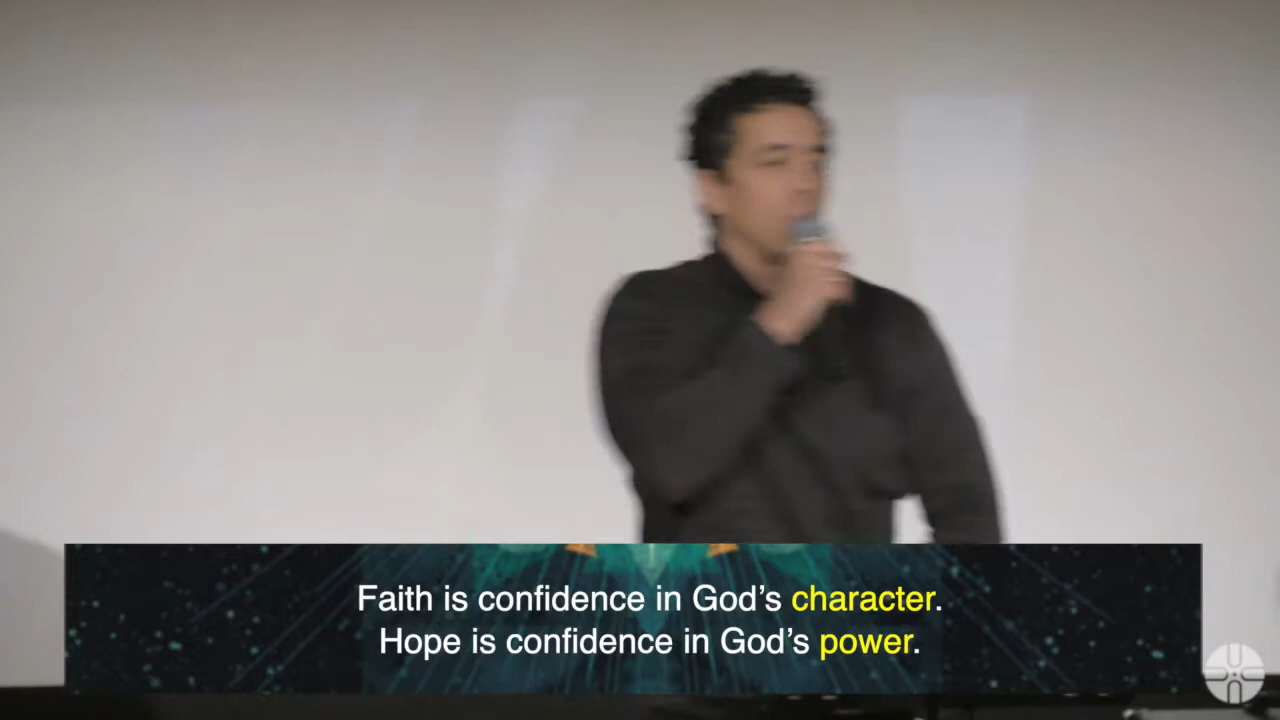 Faith is confidence in God’s character.
Hope is confidence in God’s power.